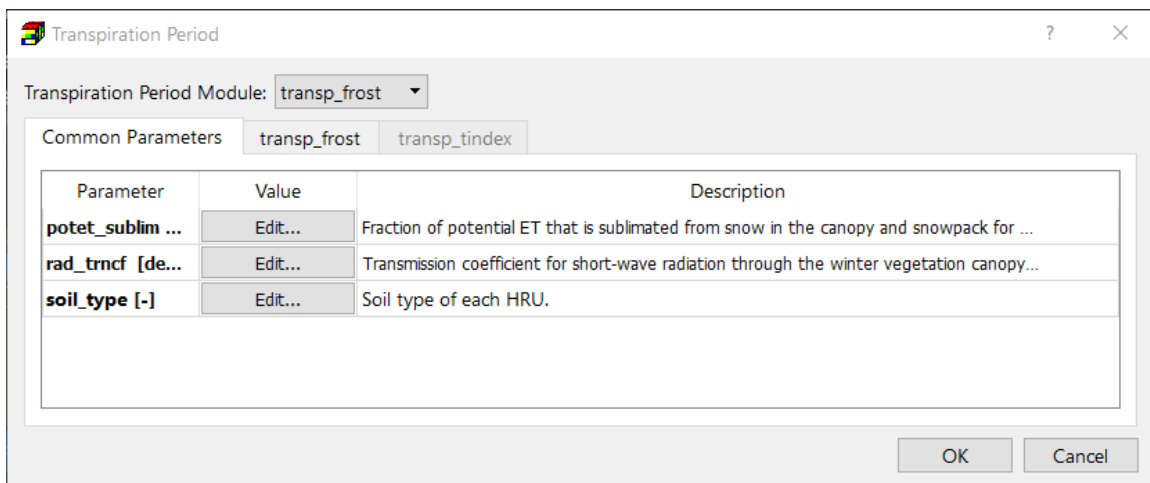 Transpiration Period ?
Transpiration Period Module: transp_frost
Common Parameters transp_frost transp_tindex
Parameter Value Description
potet_sublim ... Edit... Fraction of potential ET that is sublimated from snow in the canopy and snowpack for ...
rad_trncf [de... Edit... Transmission coefficient for short-wave radiation through the winter vegetation canopy...
soil_type [-] Edit... Soil type of each HRU.
OK Cancel